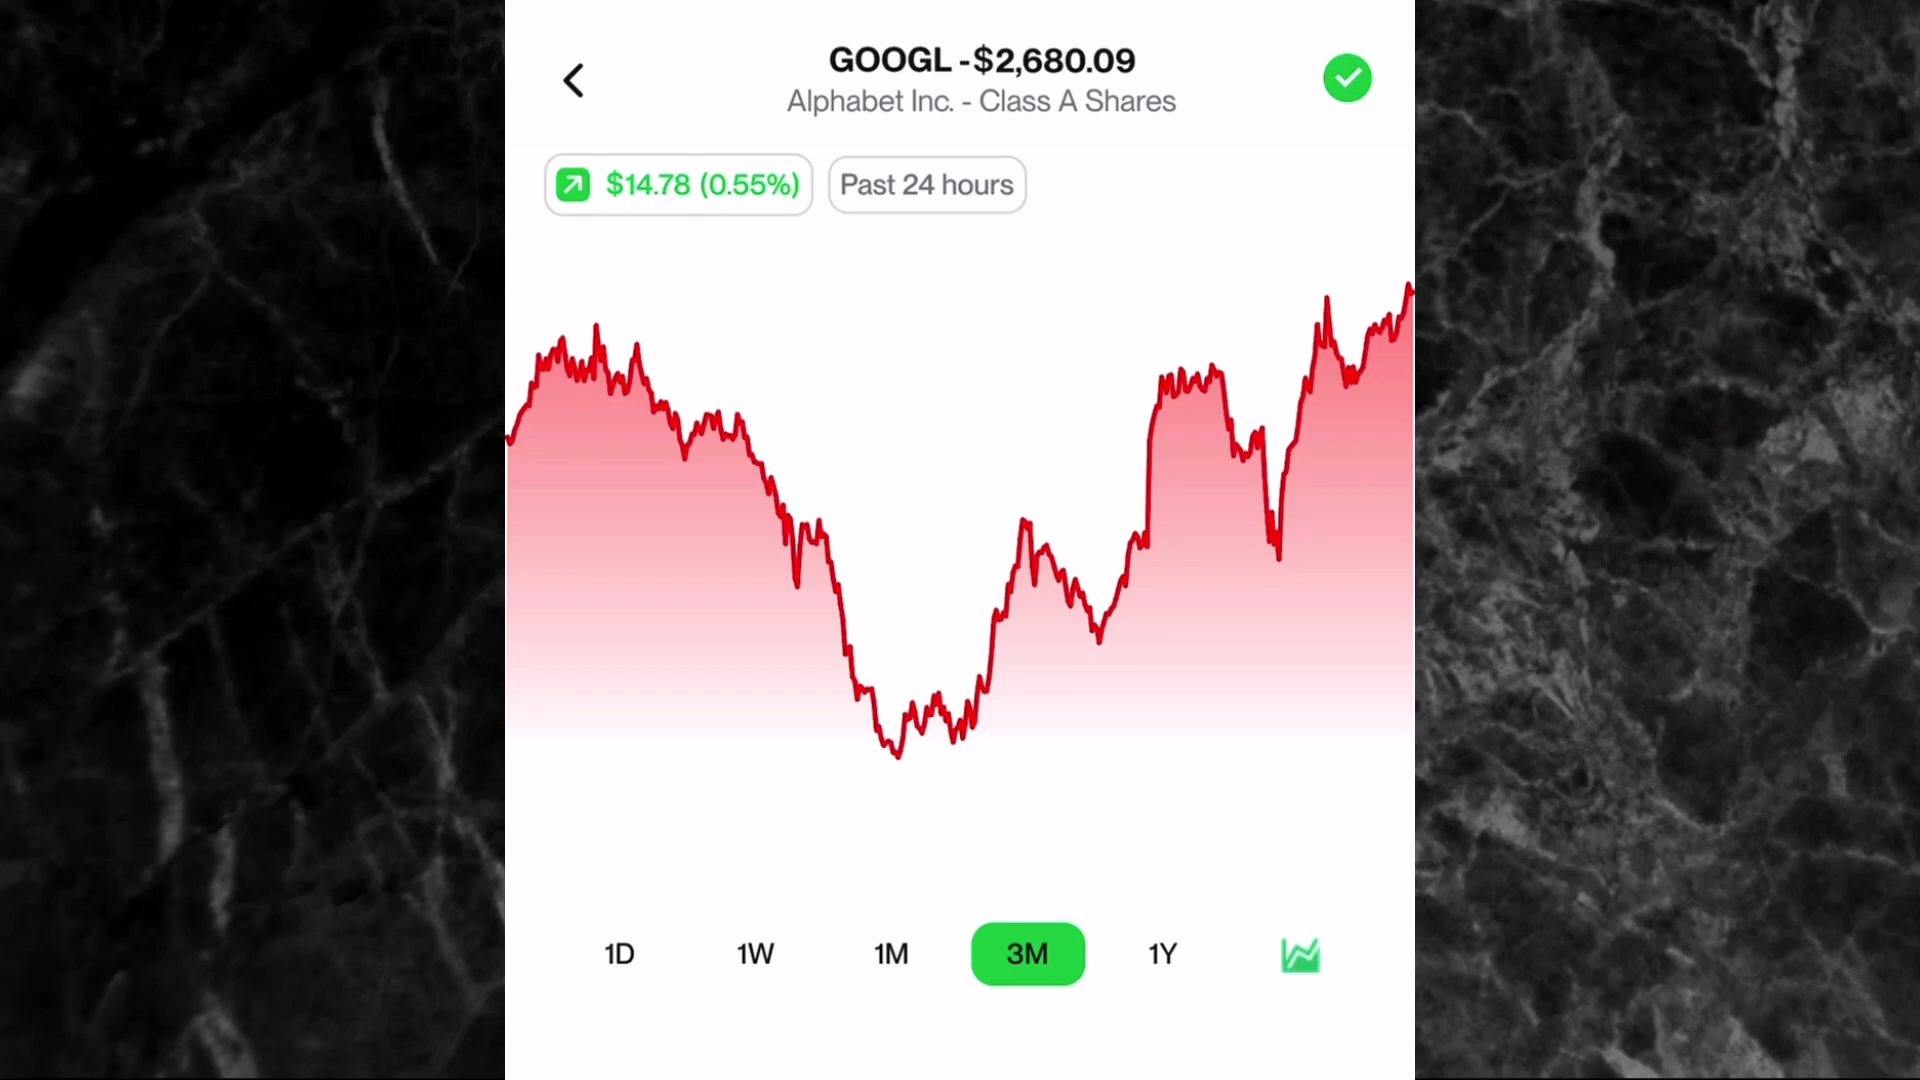 GOOGL -$2,680.09
Alphabet Inc. - Class A Shares
$14.78 (0.55%) Past 24 hours
1D 1W 1M 3M 1Y